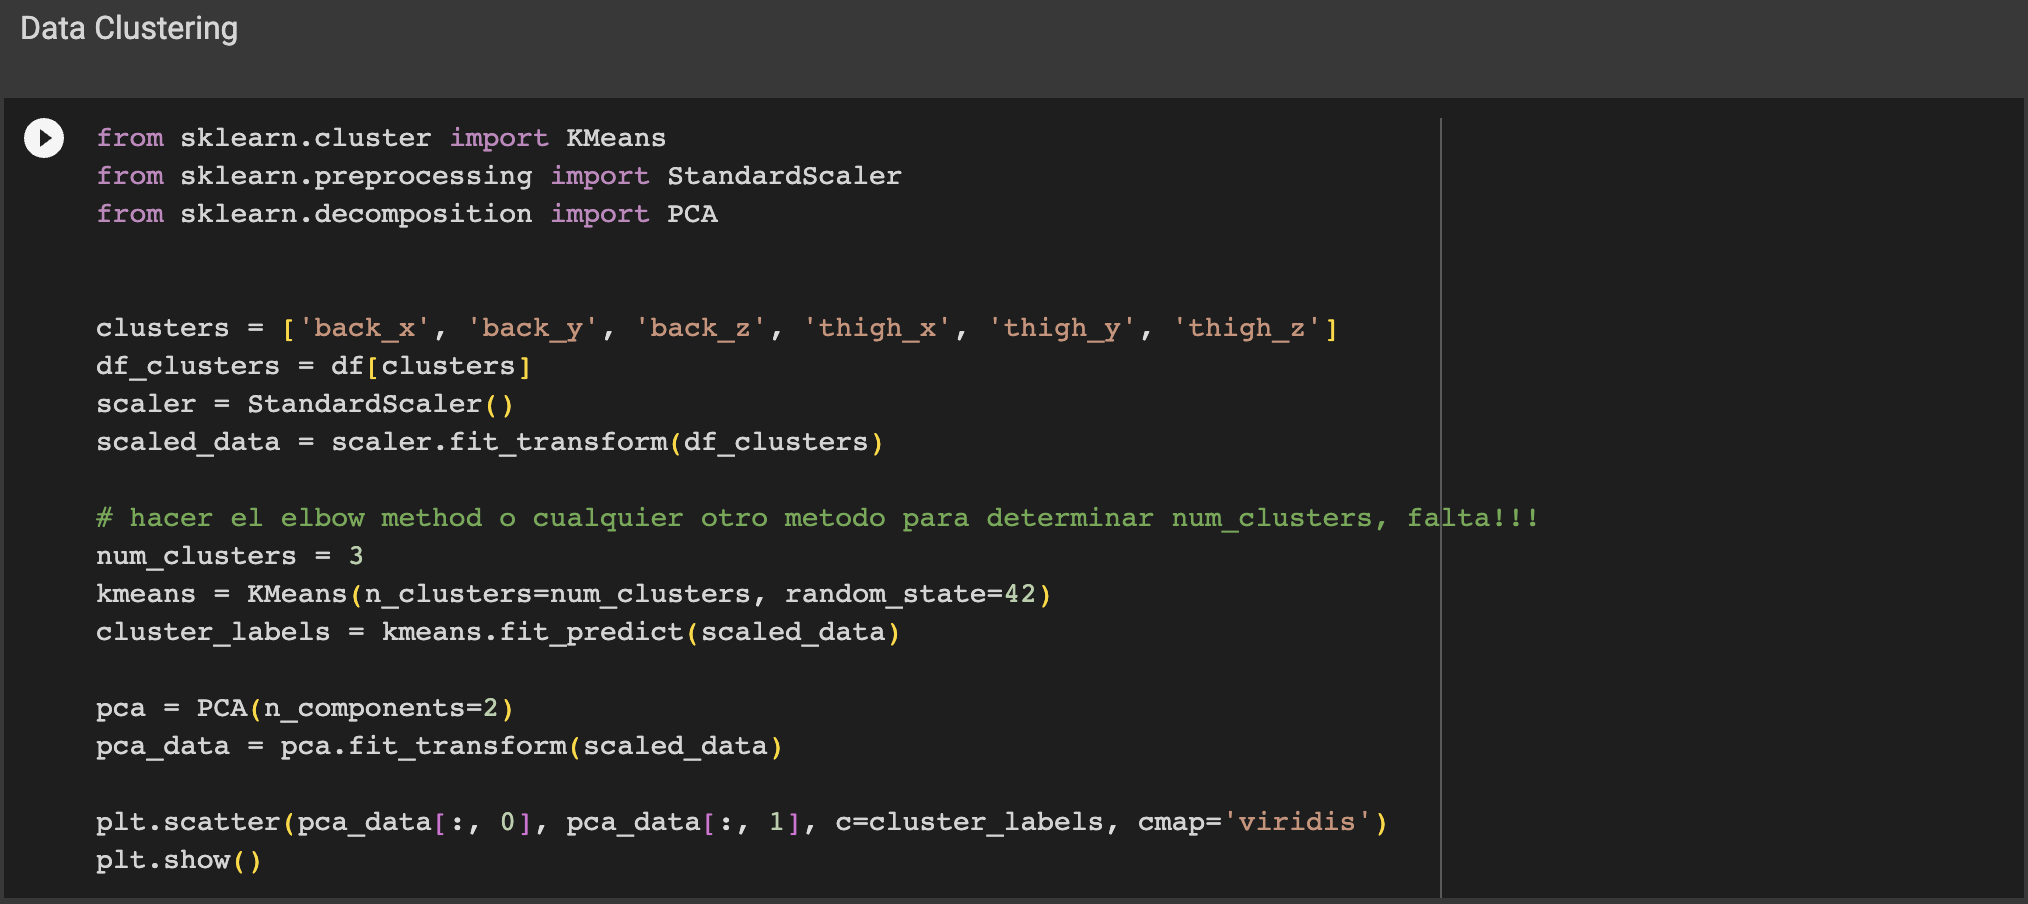 Data Clustering
from sklearn.cluster import KMeans
from sklearn.preprocessing import StandardScaler
from sklearn.decomposition import PCA
clusters = ['back_x', 'back_y', 'back_z', 'thigh_x', 'thigh_y', 'thigh_z']
df_clusters = df[clusters]
scaler = StandardScaler()
scaled_data = scaler.fit_transform(df_clusters)
# hacer el elbow method o cualquier otro metodo para determinar num_clusters, falta!!!
num_clusters = 3
kmeans = KMeans(n_clusters=num_clusters, random_state=42)
cluster_labels = kmeans.fit_predict(scaled_data)
pca = PCA(n_components=2)
pca_data = pca.fit_transform(scaled_data)
plt.scatter(pca_data[:, 0], pca_data[:, 1], c=cluster_labels, cmap='viridis')
plt.show()